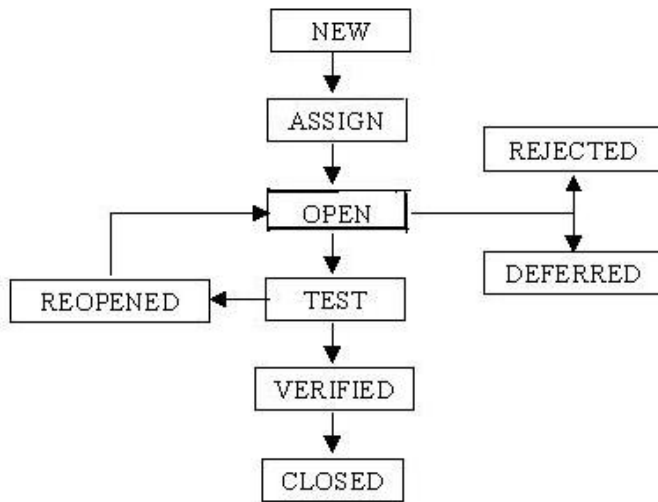 NEW
ASSIGN
REJECTED
OPEN
DEFERRED
REOPENED
TEST
VERIFIED
CLOSED